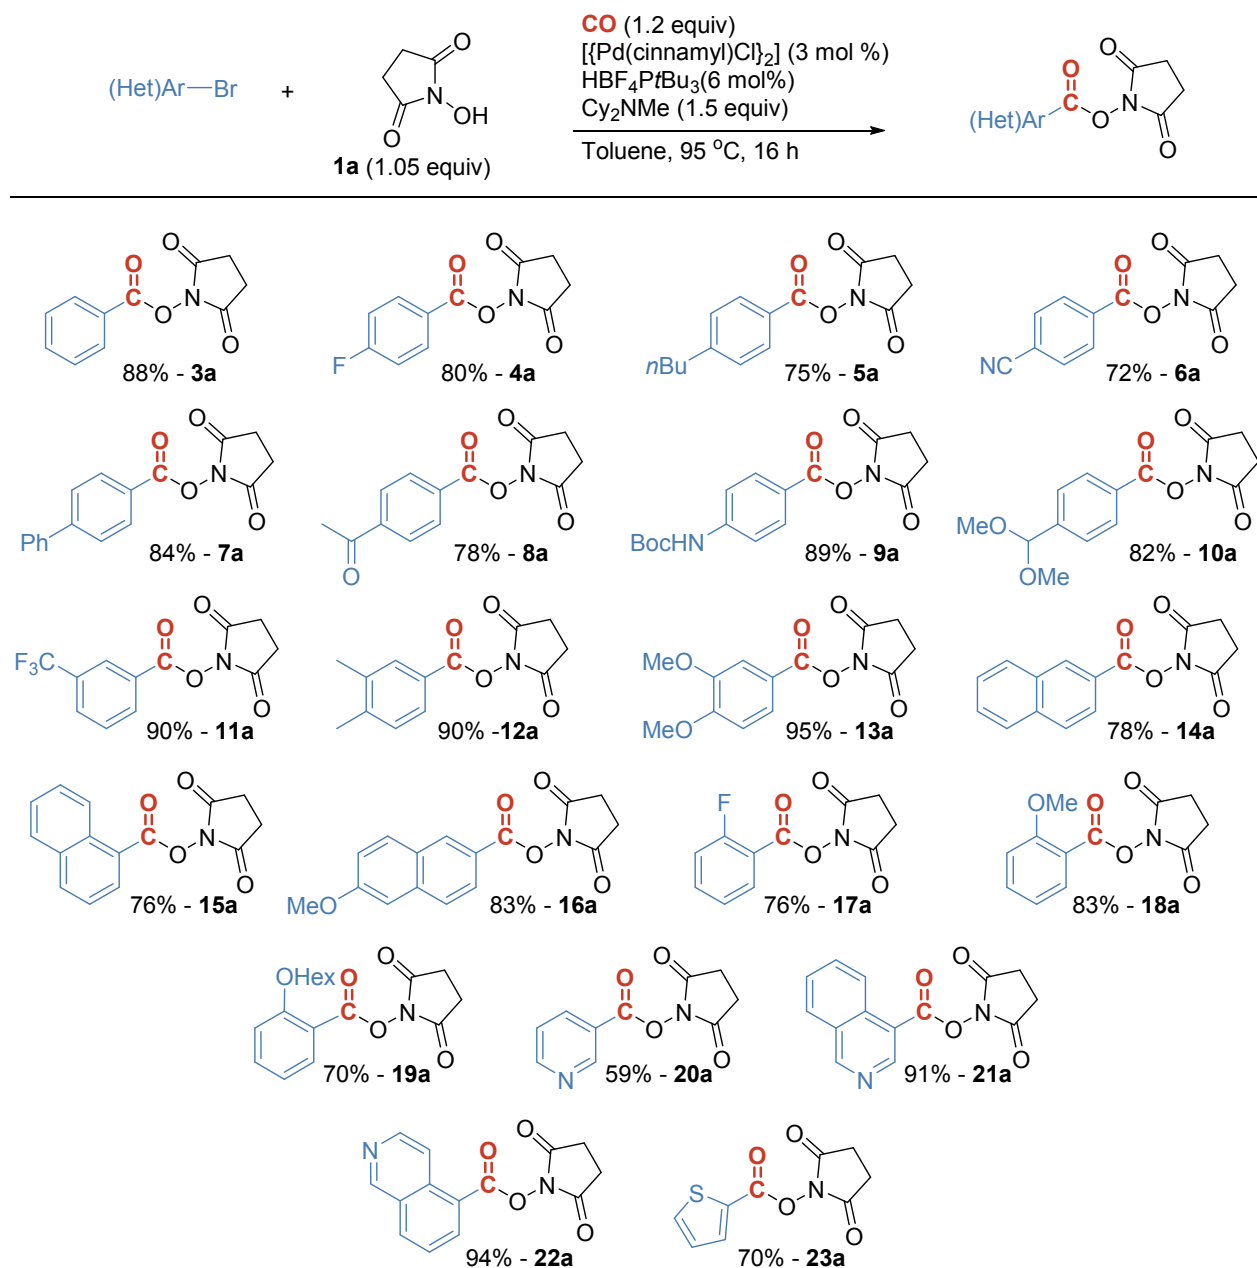 CO (1.2 equiv)
[{Pd(cinnamyl)Cl}2] (3 mol %)
HBF4PtBu3(6 mol%)
Cy2NMe (1.5 equiv)
Toluene, 95 oC, 16 h
(Het)Ar—Br + O N OH O
1a (1.05 equiv)
(Het)Ar O C O N O O
O C O N O O
88% - 3a
F O C O N O O
80% - 4a
nBu O C O N O O
75% - 5a
NC O C O N O O
72% - 6a
Ph O C O N O O
84% - 7a
O O C O N O O
78% - 8a
BocHN O C O N O O
89% - 9a
MeO OMe O C O N O O
82% - 10a
F3C O C O N O O
90% - 11a
O C O N O O
90% -12a
MeO MeO O C O N O O
95% - 13a
O C O N O O
78% - 14a
O C O N O O
76% - 15a
MeO O C O N O O
83% - 16a
F O C O N O O
76% - 17a
OMe O C O N O O
83% - 18a
OHex O C O N O O
70% - 19a
N O C O N O O
59% - 20a
N O C O N O O
91% - 21a
N O C O N O O
94% - 22a
S O C O N O O
70% - 23a